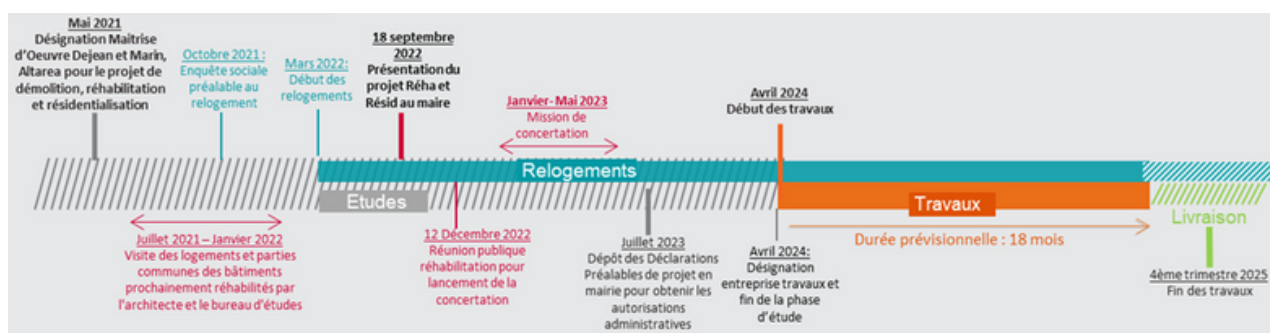 Mai 2021
Désignation Maitrise
d'Oeuvre Dejean et Marin,
Altarea pour le projet de
démolition, réhabilitation
et résidentialisation
Octobre 2021 :
Enquête sociale
préalable au
relogement
Mars 2022:
Début des
relogements
18 septembre
2022
Présentation du
projet Réha et
Résid au maire
Janvier- Mai 2023
Mission de
concertation
Avril 2024
Début des travaux
Relogements
Etudes
Travaux
Livraison
Juillet 2021 – Janvier 2022
Visite des logements et parties
communes des bâtiments
prochainement réhabilités par
l'architecte et le bureau d'études
12 Décembre 2022
Réunion publique
réhabilitation pour
lancement de la
concertation
Juillet 2023
Dépôt des Déclarations
Préalables de projet en
mairie pour obtenir les
autorisations
administratives
Avril 2024:
Désignation
entreprise travaux et
fin de la phase
d'étude
Durée prévisionnelle : 18 mois
4ème trimestre 2025
Fin des travaux